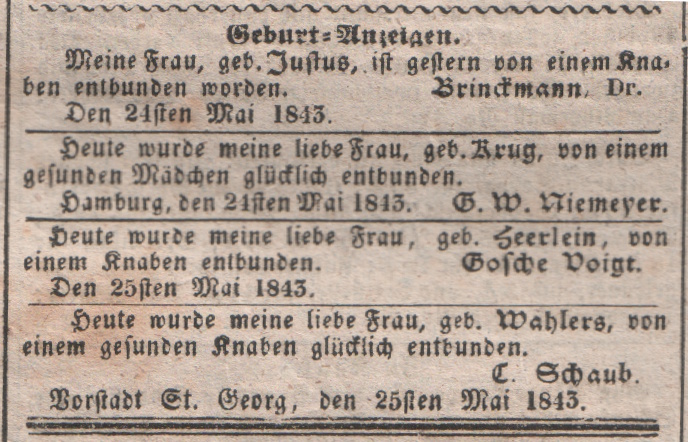 Geburt=Anzeigen.
Meine Frau, geb. Justus, ist gestern von einem Kna=
ben entbunden worden. Brinckmann, Dr.
Den 24sten Mai 1843.
Heute wurde meine liebe Frau, geb. Krug, von einem
gesunden Mädchen glücklich entbunden.
Hamburg, den 24sten Mai 1843. G. W. Niemeyer.
Heute wurde meine liebe Frau, geb. Heerlein, von
einem Knaben entbunden. Gosche Voigt.
Den 25sten Mai 1843.
Heute wurde meine liebe Frau, geb. Wahlers, von
einem gesunden Knaben glücklich entbunden.
C. Schaub.
Vorstadt St. Georg, den 25sten Mai 1843.